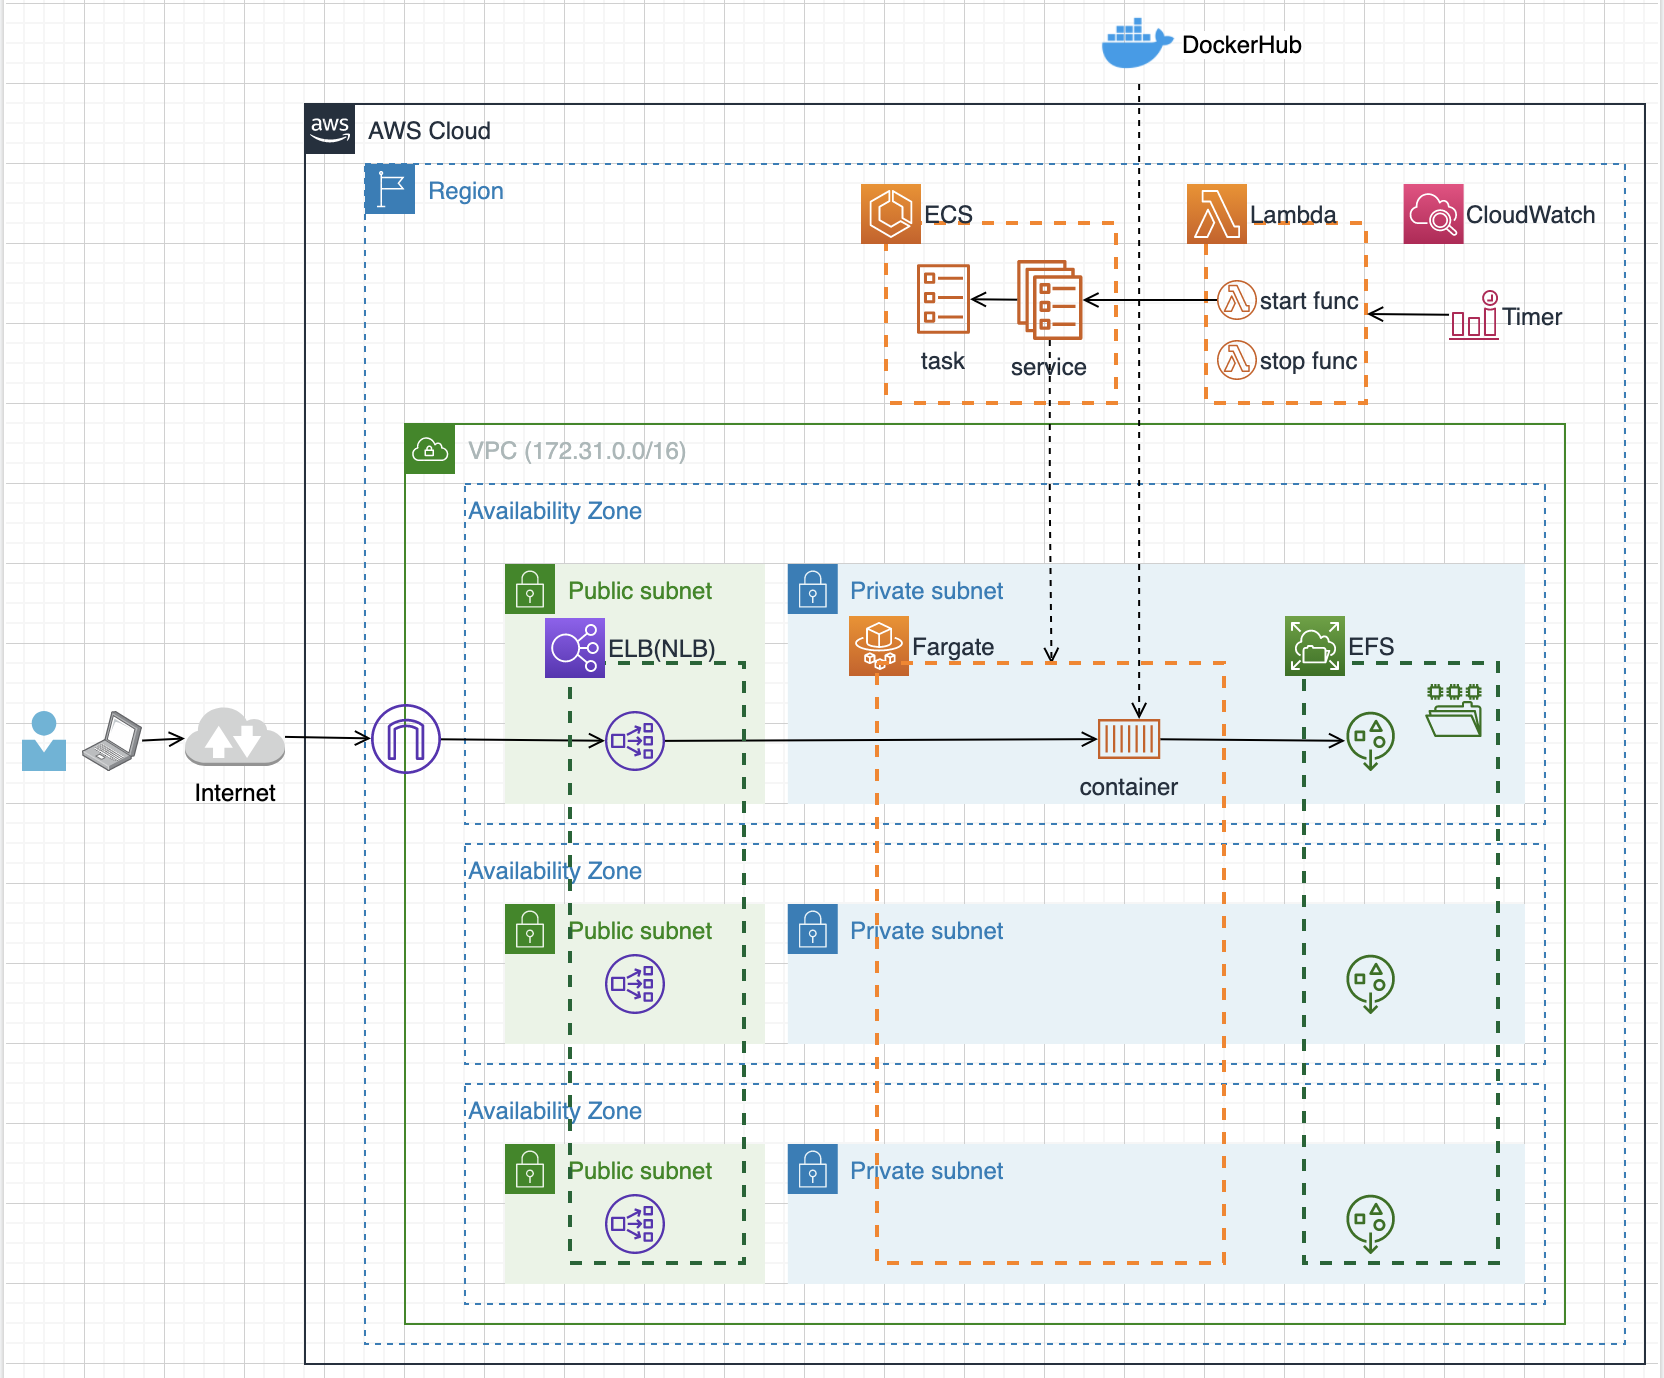 DockerHub
aws
AWS Cloud
Region
ECS
Lambda
CloudWatch
start func
Timer
task
service
stop func
VPC (172.31.0.0/16)
Availability Zone
Public subnet
Private subnet
ELB(NLB)
Fargate
EFS
Internet
container
Availability Zone
Public subnet
Private subnet
Availability Zone
Public subnet
Private subnet